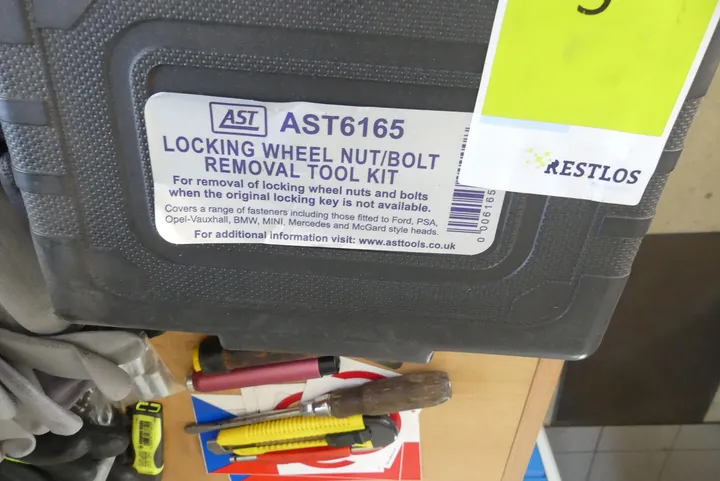 5
RESTLOS
AST AST6165
LOCKING WHEEL NUT/BOLT
REMOVAL TOOL KIT
For removal of locking wheel nuts and bolts
when the original locking key is not available.
Covers a range of fasteners including those fitted to Ford, PSA,
Opel-Vauxhall, BMW, MINI, Mercedes and McGard style heads.
For additional information visit: www.asttools.co.uk